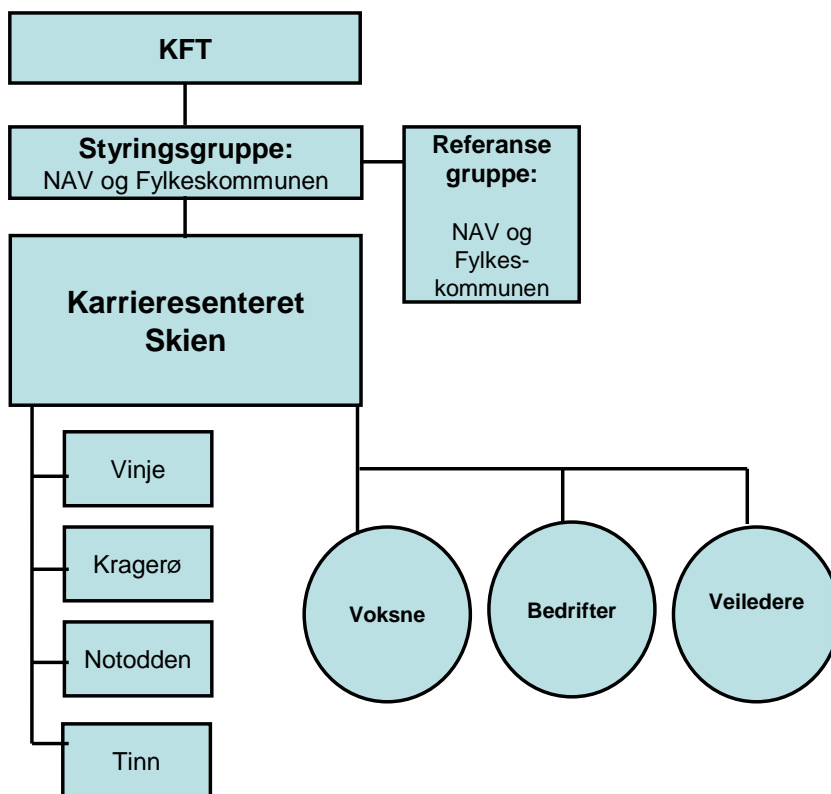 KFT
Styringsgruppe:
NAV og Fylkeskommunen
Referanse
gruppe:
NAV og
Fylkes-
kommunen
Karrieresenteret
Skien
Vinje
Kragerø
Notodden
Tinn
Voksne
Bedrifter
Veiledere